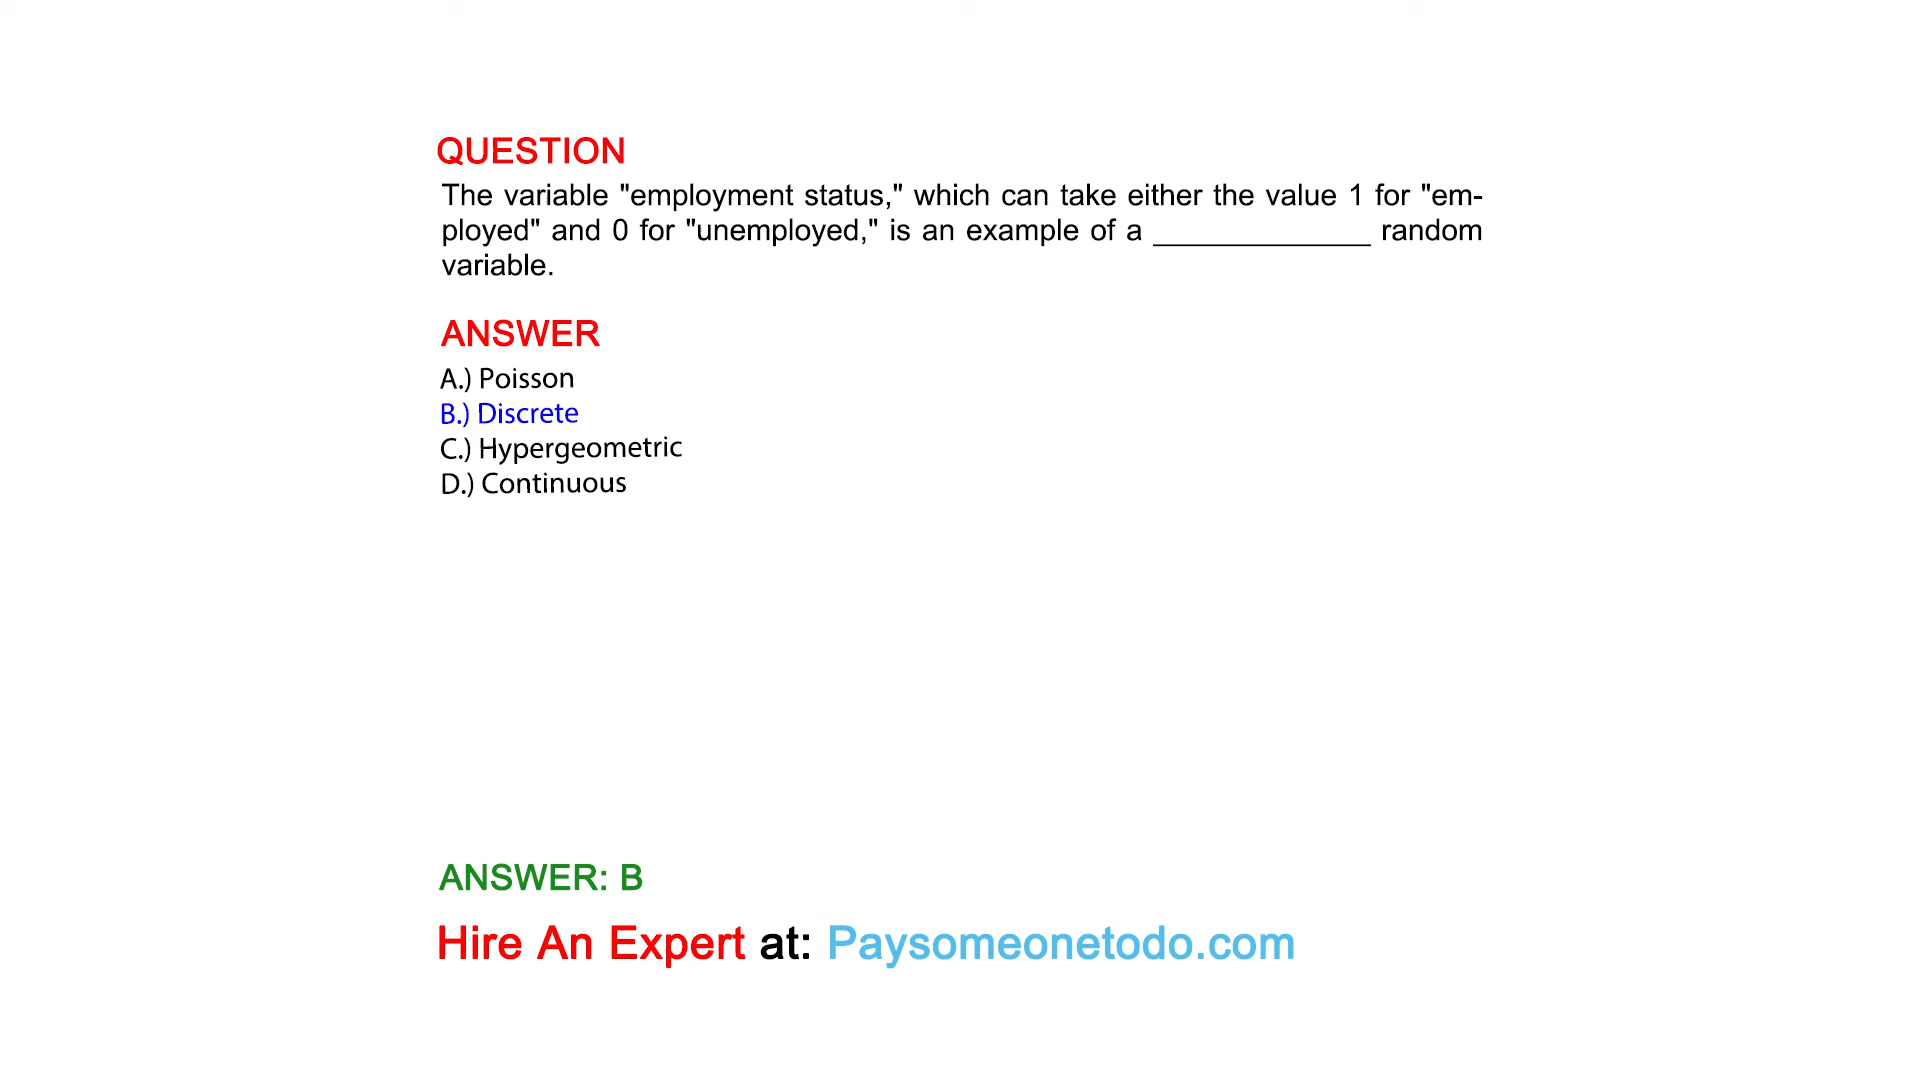 QUESTION
The variable "employment status," which can take either the value 1 for "em-
ployed" and 0 for "unemployed," is an example of a _____________ random
variable.
ANSWER
A.) Poisson
B.) Discrete
C.) Hypergeometric
D.) Continuous
ANSWER: B
Hire An Expert at: Paysomeonetodo.com